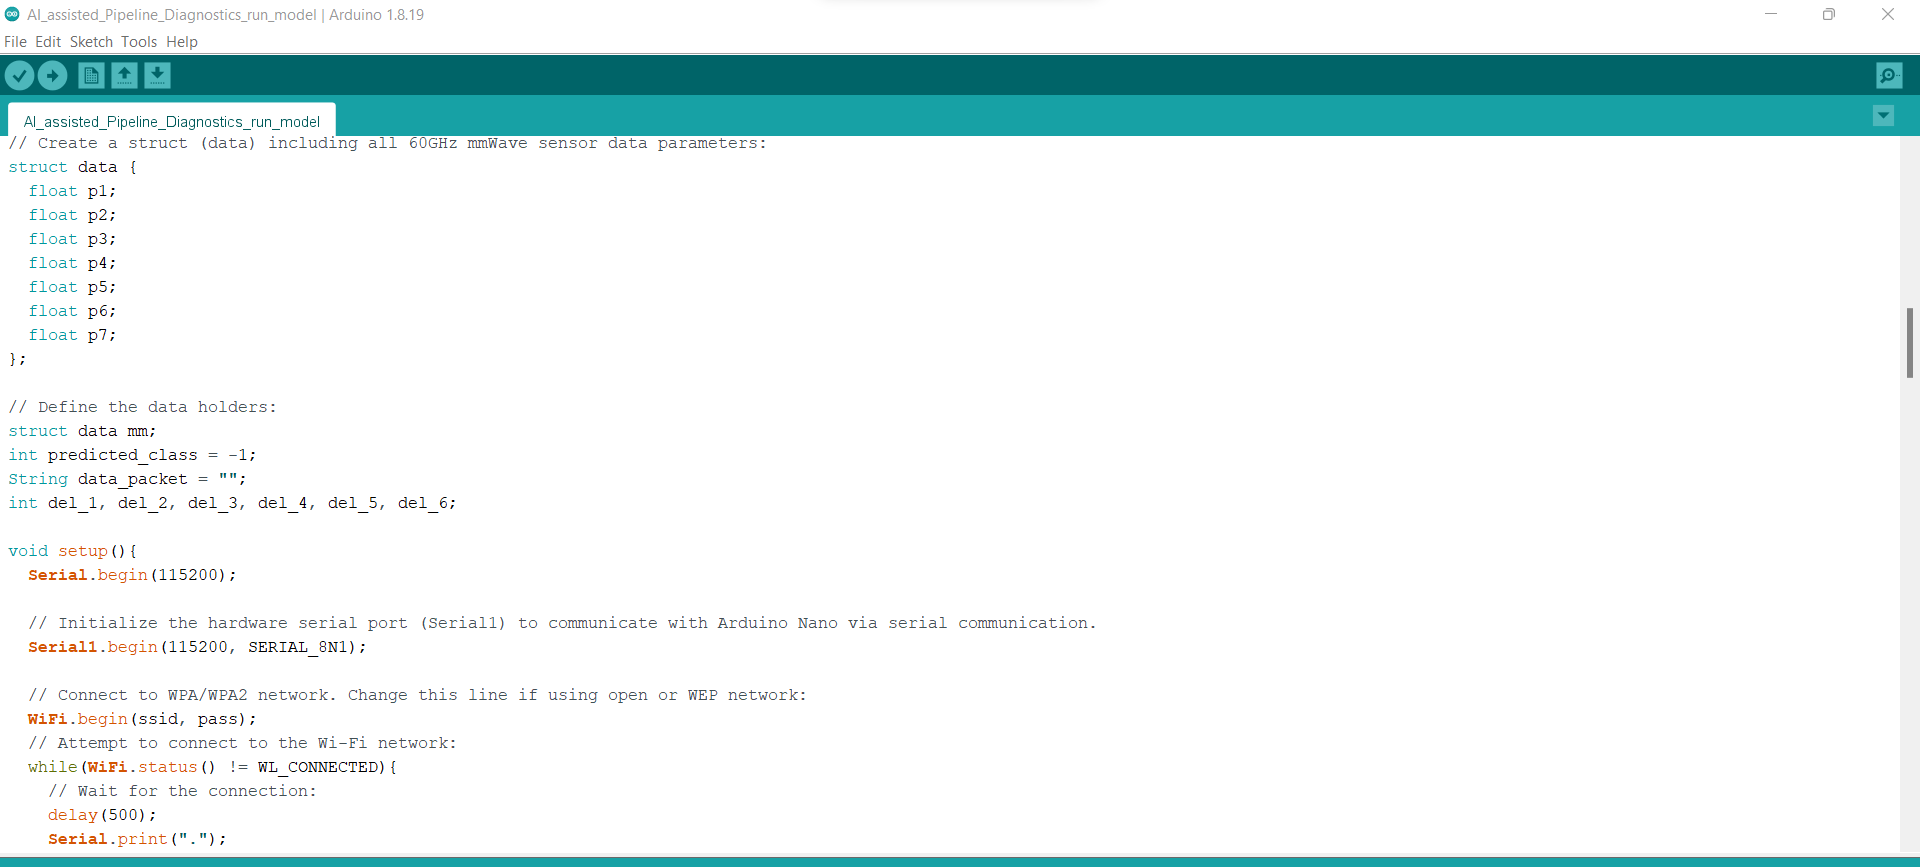 AI_assisted_Pipeline_Diagnostics_run_model | Arduino 1.8.19
File Edit Sketch Tools Help
AI_assisted_Pipeline_Diagnostics_run_model
// Create a struct (data) including all 60GHz mmWave sensor data parameters:
struct data {
  float p1;
  float p2;
  float p3;
  float p4;
  float p5;
  float p6;
  float p7;
};

// Define the data holders:
struct data mm;
int predicted_class = -1;
String data_packet = "";
int del_1, del_2, del_3, del_4, del_5, del_6;

void setup(){
  Serial.begin(115200);

  // Initialize the hardware serial port (Serial1) to communicate with Arduino Nano via serial communication.
  Serial1.begin(115200, SERIAL_8N1);

  // Connect to WPA/WPA2 network. Change this line if using open or WEP network:
  WiFi.begin(ssid, pass);
  // Attempt to connect to the Wi-Fi network:
  while(WiFi.status() != WL_CONNECTED){
    // Wait for the connection:
    delay(500);
    Serial.print(".");